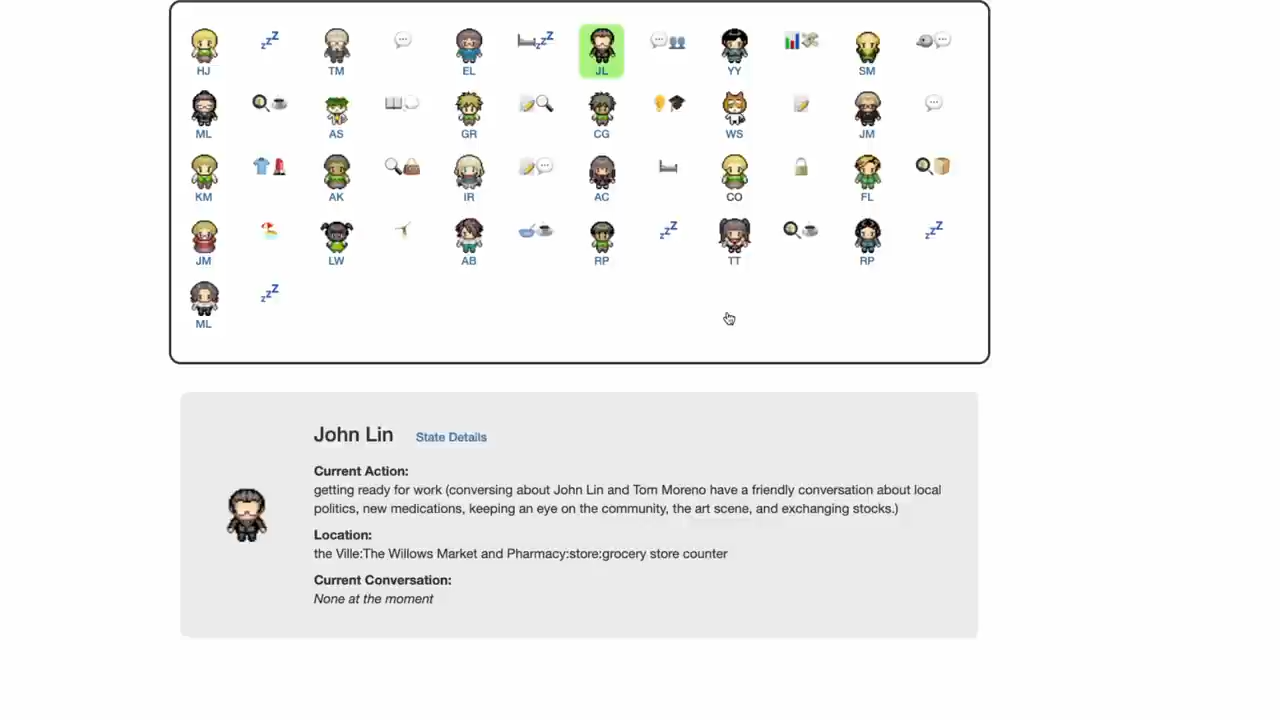 HJ TM EL JL YY SM
ML AS GR CG WS JM
KM AK IR AC CO FL
JM LW AB RP TT RP
ML
John Lin State Details
Current Action:
getting ready for work (conversing about John Lin and Tom Moreno have a friendly conversation about local
politics, new medications, keeping an eye on the community, the art scene, and exchanging stocks.)
Location:
the Ville:The Willows Market and Pharmacy:store:grocery store counter
Current Conversation:
None at the moment